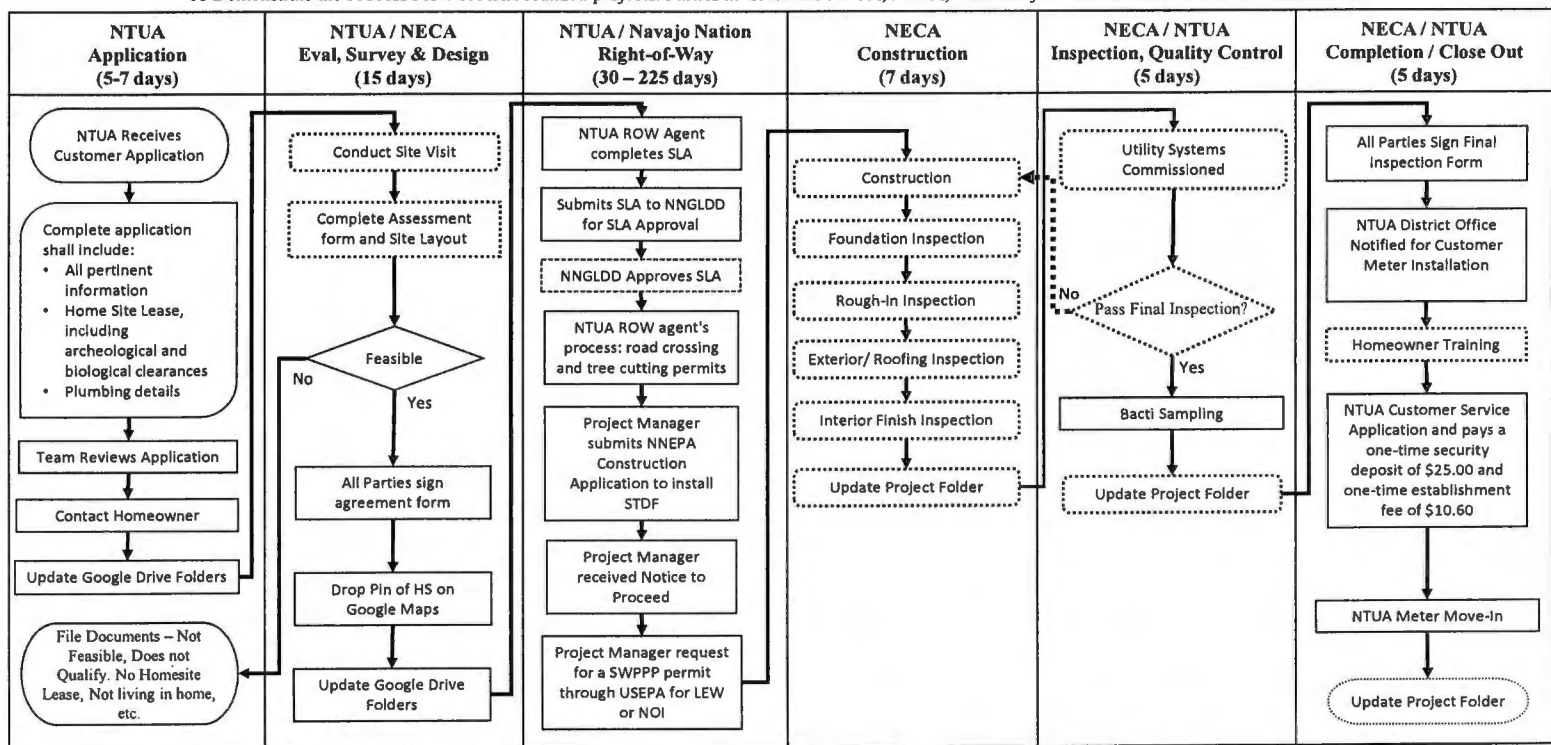 NTUA
Application
(5-7 days)
NTUA Receives
Customer Application
Complete application
shall include:
• All pertinent
information
• Home Site Lease,
including
archeological and
biological clearances
• Plumbing details
Team Reviews Application
Contact Homeowner
Update Google Drive Folders
File Documents – Not
Feasible, Does not
Qualify. No Homesite
Lease, Not living in home,
etc.
NTUA / NECA
Eval, Survey & Design
(15 days)
Conduct Site Visit
Complete Assessment
form and Site Layout
Feasible
No
Yes
All Parties sign
agreement form
Drop Pin of HS on
Google Maps
Update Google Drive
Folders
NTUA / Navajo Nation
Right-of-Way
(30 – 225 days)
NTUA ROW Agent
completes SLA
Submits SLA to NNGLDD
for SLA Approval
NNGLDD Approves SLA
NTUA ROW agent's
process: road crossing
and tree cutting permits
Project Manager
submits NNEPA
Construction
Application to install
STDF
Project Manager
received Notice to
Proceed
Project Manager request
for a SWPPP permit
through USEPA for LEW
or NOI
NECA
Construction
(7 days)
Construction
Foundation Inspection
Rough-In Inspection
Exterior/ Roofing Inspection
Interior Finish Inspection
Update Project Folder
NECA / NTUA
Inspection, Quality Control
(5 days)
Utility Systems
Commissioned
No
Pass Final Inspection?
Yes
Bacti Sampling
Update Project Folder
NECA / NTUA
Completion / Close Out
(5 days)
All Parties Sign Final
Inspection Form
NTUA District Office
Notified for Customer
Meter Installation
Homeowner Training
NTUA Customer Service
Application and pays a
one-time security
deposit of $25.00 and
one-time establishment
fee of $10.60
NTUA Meter Move-In
Update Project Folder